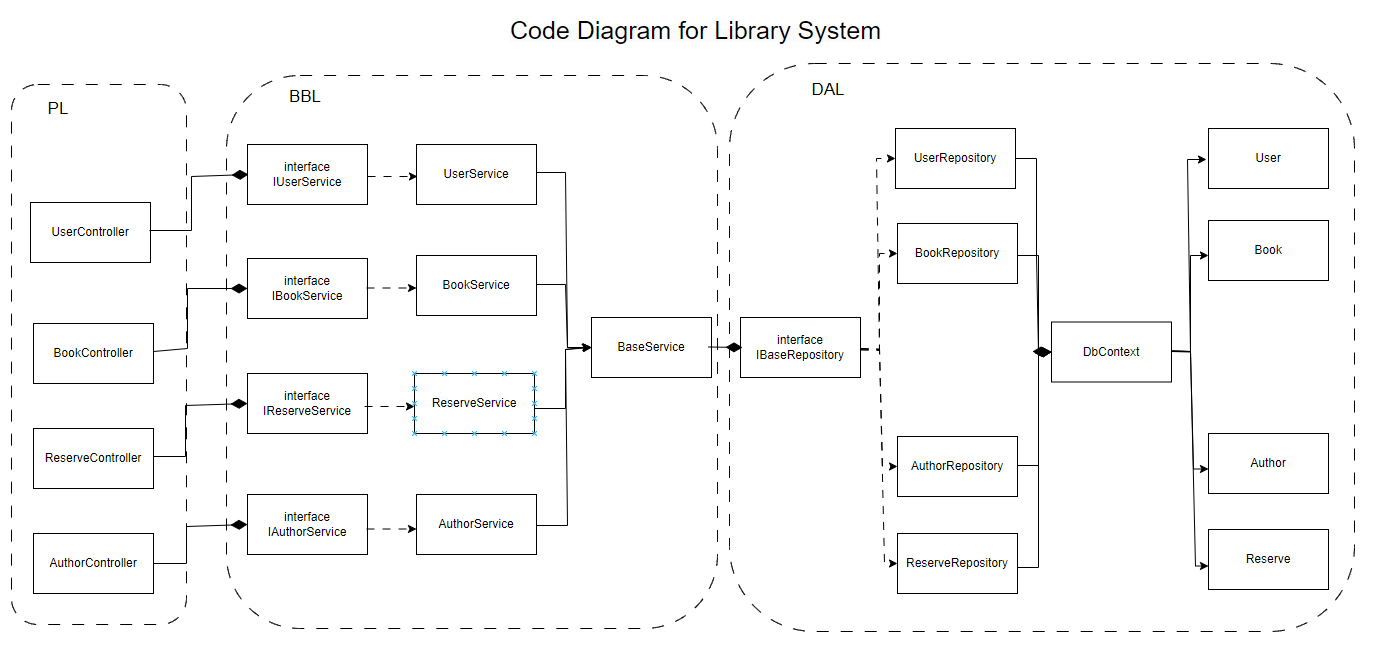 Code Diagram for Library System
PL
UserController
BookController
ReserveController
AuthorController
BBL
interface
IUserService
UserService
interface
IBookService
BookService
interface
IReserveService
ReserveService
interface
IAuthorService
AuthorService
BaseService
DAL
interface
IBaseRepository
UserRepository
BookRepository
AuthorRepository
ReserveRepository
DbContext
User
Book
Author
Reserve